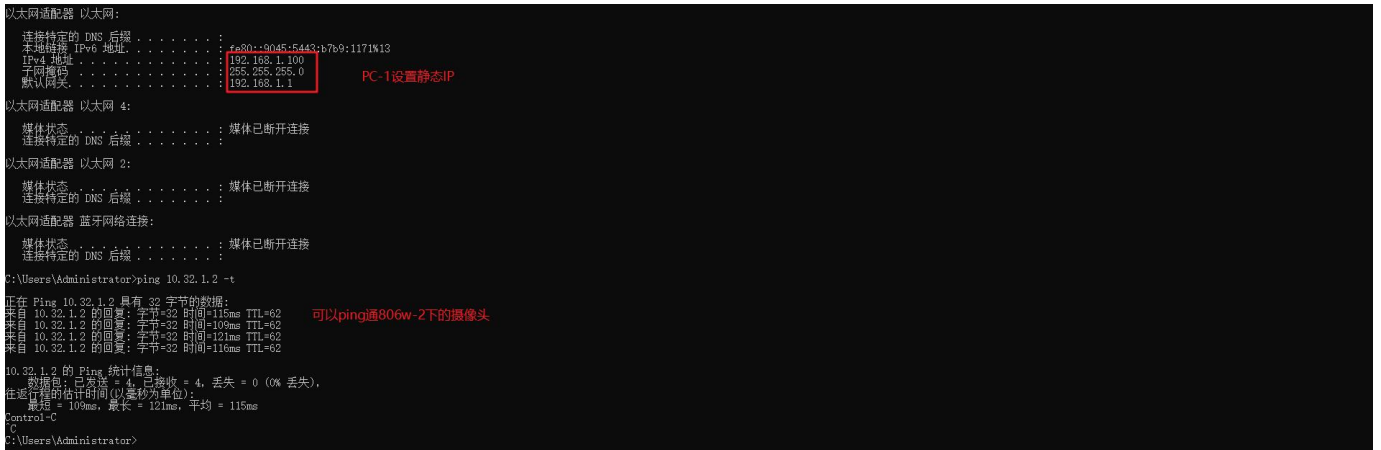 以太网适配器 以太网:
连接特定的 DNS 后缀 . . . . . . . :
本地链接 IPv6 地址. . . . . . . . : fe80::9045:5443:b7b9:1171%13
IPv4 地址 . . . . . . . . . . . . : 192.168.1.100
子网掩码 . . . . . . . . . . . . : 255.255.255.0
默认网关. . . . . . . . . . . . . : 192.168.1.1
PC-1设置静态IP
以太网适配器 以太网 4:
媒体状态 . . . . . . . . . . . . : 媒体已断开连接
连接特定的 DNS 后缀 . . . . . . . :
以太网适配器 以太网 2:
媒体状态 . . . . . . . . . . . . : 媒体已断开连接
连接特定的 DNS 后缀 . . . . . . . :
以太网适配器 蓝牙网络连接:
媒体状态 . . . . . . . . . . . . : 媒体已断开连接
连接特定的 DNS 后缀 . . . . . . . :
C:\Users\Administrator>ping 10.32.1.2 -t
正在 Ping 10.32.1.2 具有 32 字节的数据:
来自 10.32.1.2 的回复: 字节=32 时间=115ms TTL=62
可以ping通806w-2下的摄像头
来自 10.32.1.2 的回复: 字节=32 时间=109ms TTL=62
来自 10.32.1.2 的回复: 字节=32 时间=121ms TTL=62
来自 10.32.1.2 的回复: 字节=32 时间=116ms TTL=62
10.32.1.2 的 Ping 统计信息:
数据包: 已发送 = 4, 已接收 = 4, 丢失 = 0 (0% 丢失),
往返行程的估计时间(以毫秒为单位):
最短 = 109ms, 最长 = 121ms, 平均 = 115ms
Control-C
^C
C:\Users\Administrator>